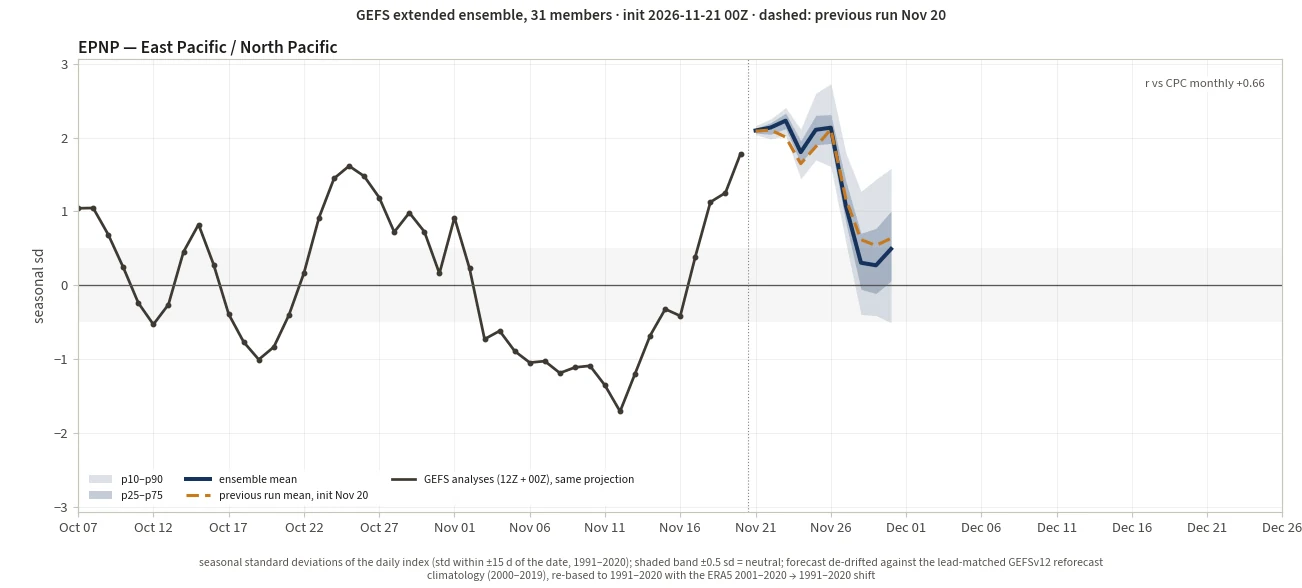 GEFS extended ensemble, 31 members · init 2026-11-21 00Z · dashed: previous run Nov 20
EPNP — East Pacific / North Pacific
r vs CPC monthly +0.66
seasonal sd
3
2
1
0
−1
−2
−3
p10–p90
ensemble mean
GEFS analyses (12Z + 00Z), same projection
p25–p75
previous run mean, init Nov 20
Oct 07 Oct 12 Oct 17 Oct 22 Oct 27 Nov 01 Nov 06 Nov 11 Nov 16 Nov 21 Nov 26 Dec 01 Dec 06 Dec 11 Dec 16 Dec 21 Dec 26
seasonal standard deviations of the daily index (std within ±15 d of the date, 1991–2020); shaded band ±0.5 sd = neutral; forecast de-drifted against the lead-matched GEFSv12 reforecast
climatology (2000–2019), re-based to 1991–2020 with the ERA5 2001–2020 → 1991–2020 shift